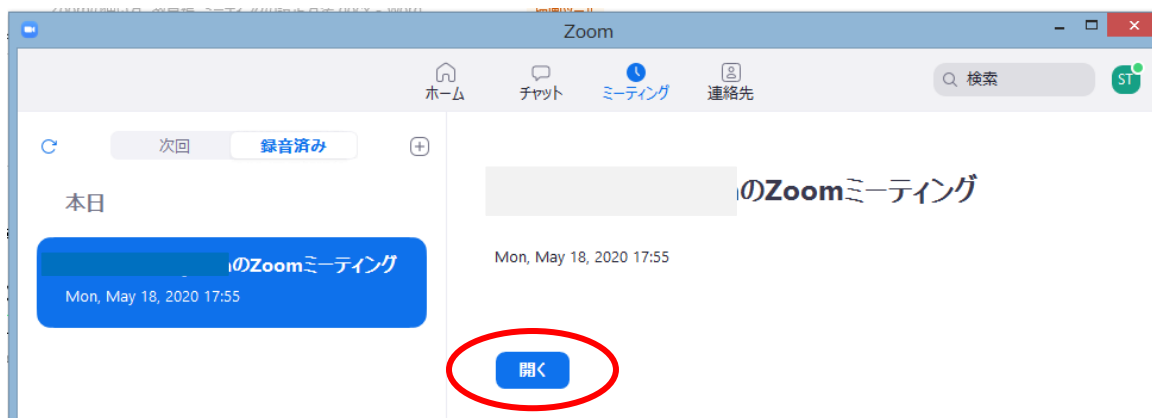 Zoom
ホーム
チャット
ミーティング
連絡先
検索
ST
次回
録音済み
本日
のZoomミーティング
Mon, May 18, 2020 17:55
のZoomミーティング
Mon, May 18, 2020 17:55
開く